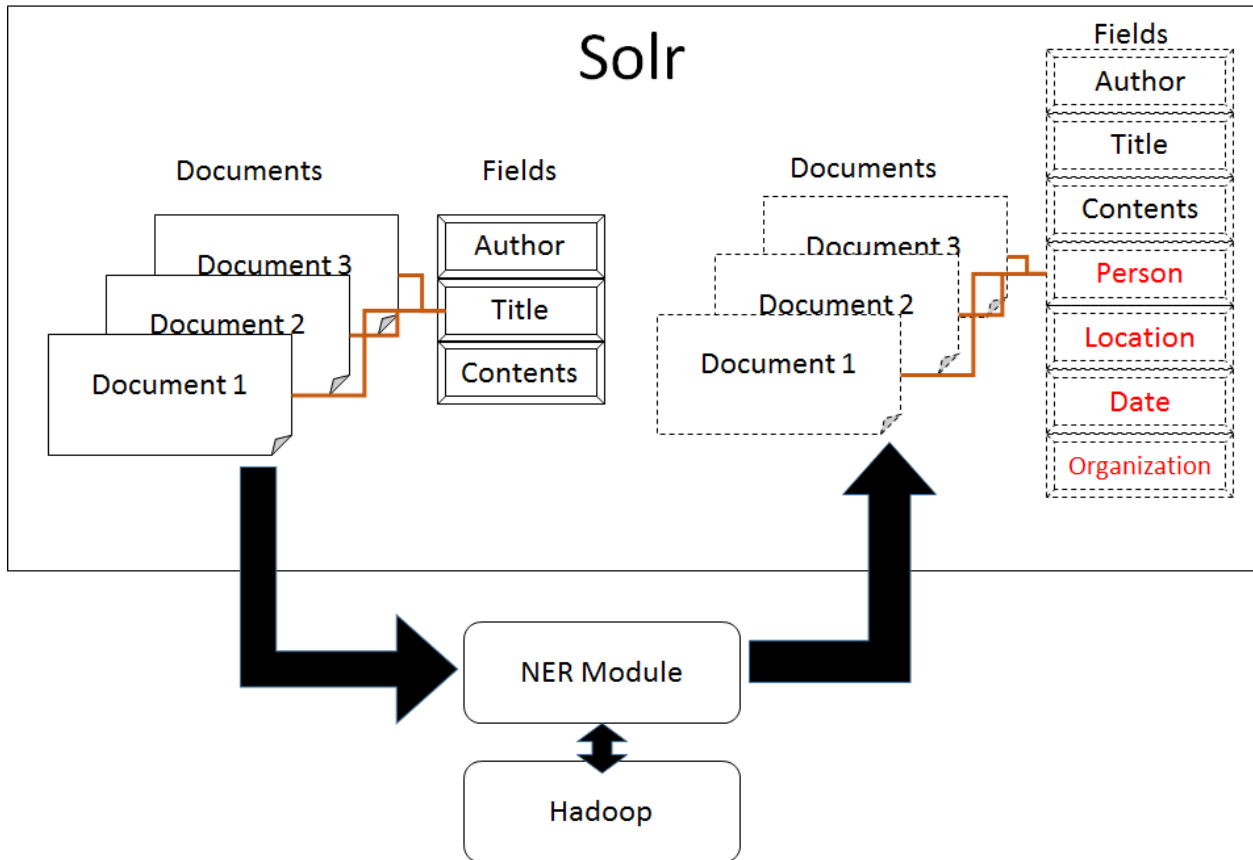 Solr
Documents
Fields
Document 3
Document 2
Document 1
Author
Title
Contents
Documents
Document 3
Document 2
Document 1
Fields
Author
Title
Contents
Person
Location
Date
Organization
NER Module
Hadoop